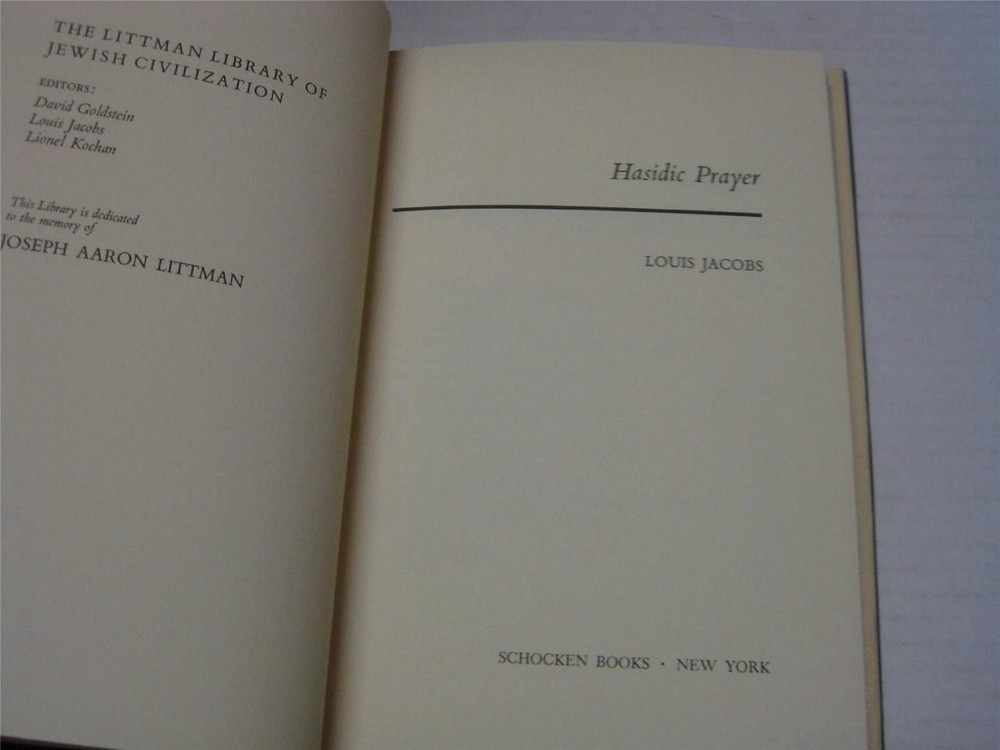 THE LITTMAN LIBRARY OF
JEWISH CIVILIZATION
EDITORS:
David Goldstein
Louis Jacobs
Lionel Kochan
This Library is dedicated
to the memory of
JOSEPH AARON LITTMAN
Hasidic Prayer
LOUIS JACOBS
SCHOCKEN BOOKS · NEW YORK